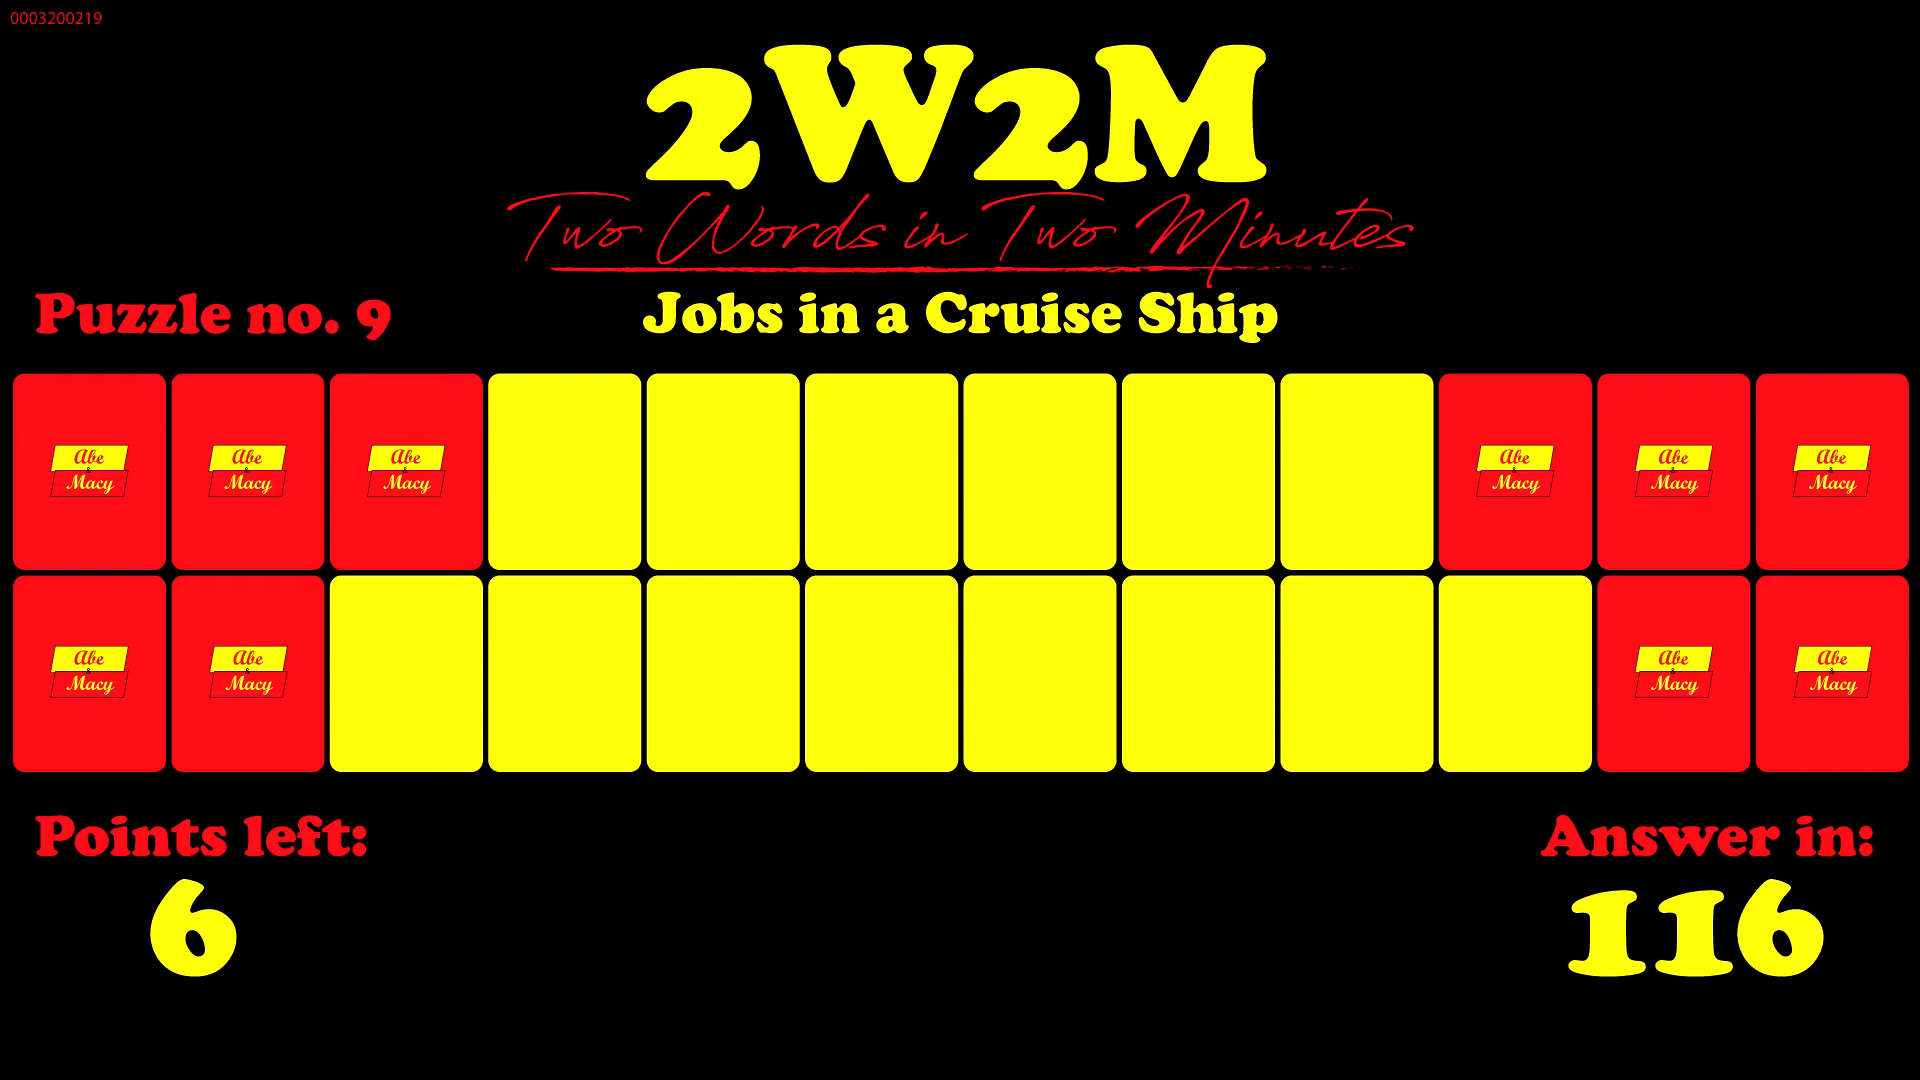 0003200219
2W2M
Two Words in Two Minutes
Puzzle no. 9
Jobs in a Cruise Ship
Abe & Macy
Abe & Macy
Abe & Macy
Abe & Macy
Abe & Macy
Abe & Macy
Abe & Macy
Abe & Macy
Abe & Macy
Abe & Macy
Points left:
6
Answer in:
116